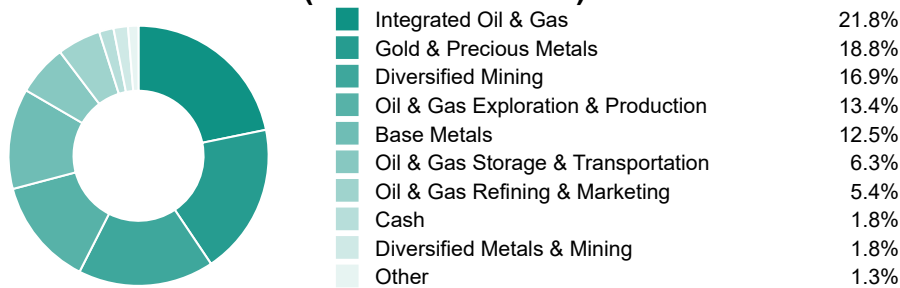 Integrated Oil & Gas 21.8%
Gold & Precious Metals 18.8%
Diversified Mining 16.9%
Oil & Gas Exploration & Production 13.4%
Base Metals 12.5%
Oil & Gas Storage & Transportation 6.3%
Oil & Gas Refining & Marketing 5.4%
Cash 1.8%
Diversified Metals & Mining 1.8%
Other 1.3%